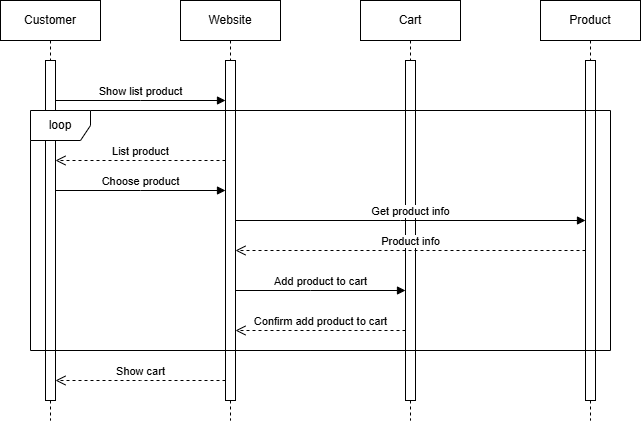 Customer
Website
Cart
Product
Show list product
loop
List product
Choose product
Get product info
Product info
Add product to cart
Confirm add product to cart
Show cart